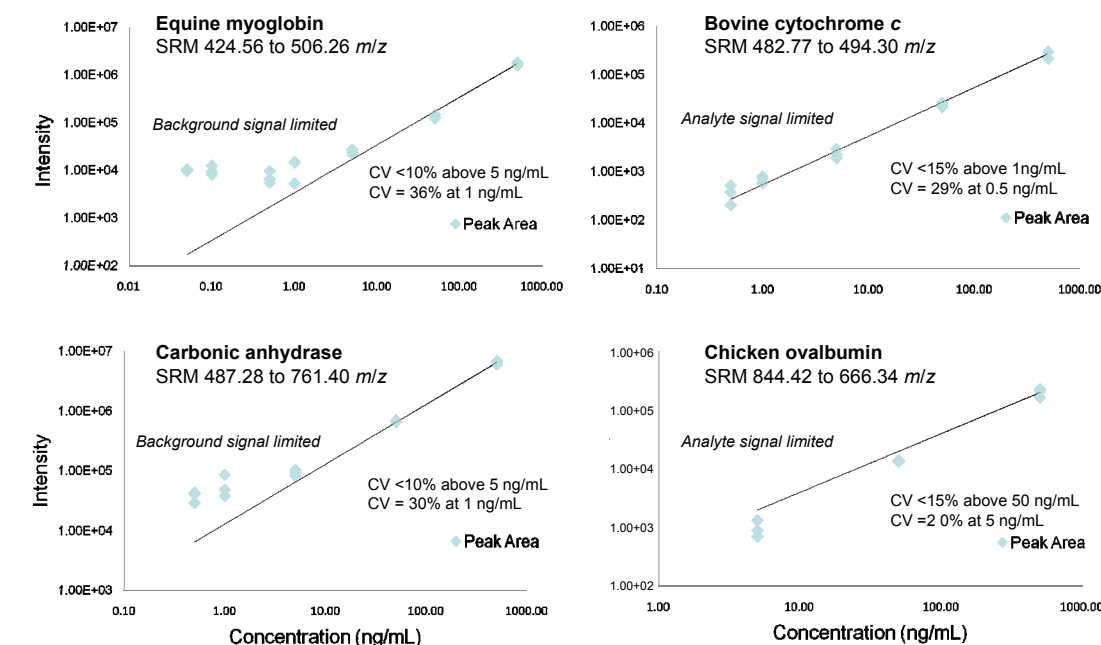 Equine myoglobin
SRM 424.56 to 506.26 m/z
1.00E+07
1.00E+06
1.00E+05
1.00E+04
1.00E+03
1.00E+02
Intensity
Background signal limited
CV <10% above 5 ng/mL
CV = 36% at 1 ng/mL
Peak Area
0.01 0.10 1.00 10.00 100.00 1000.00
Bovine cytochrome c
SRM 482.77 to 494.30 m/z
1.00E+06
1.00E+05
1.00E+04
1.00E+03
1.00E+02
1.00E+01
Analyte signal limited
CV <15% above 1ng/mL
CV = 29% at 0.5 ng/mL
Peak Area
0.10 1.00 10.00 100.00 1000.00
Carbonic anhydrase
SRM 487.28 to 761.40 m/z
1.00E+07
1.00E+06
1.00E+05
1.00E+04
1.00E+03
Intensity
Background signal limited
CV <10% above 5 ng/mL
CV = 30% at 1 ng/mL
Peak Area
0.10 1.00 10.00 100.00 1000.00
Concentration (ng/mL)
Chicken ovalbumin
SRM 844.42 to 666.34 m/z
1.00+06
1.00+05
1.00+04
1.00+03
1.00+02
Analyte signal limited
CV <15% above 50 ng/mL
CV =2 0% at 5 ng/mL
Peak Area
1.00 10.00 100.00 1000.00
Concentration (ng/mL)